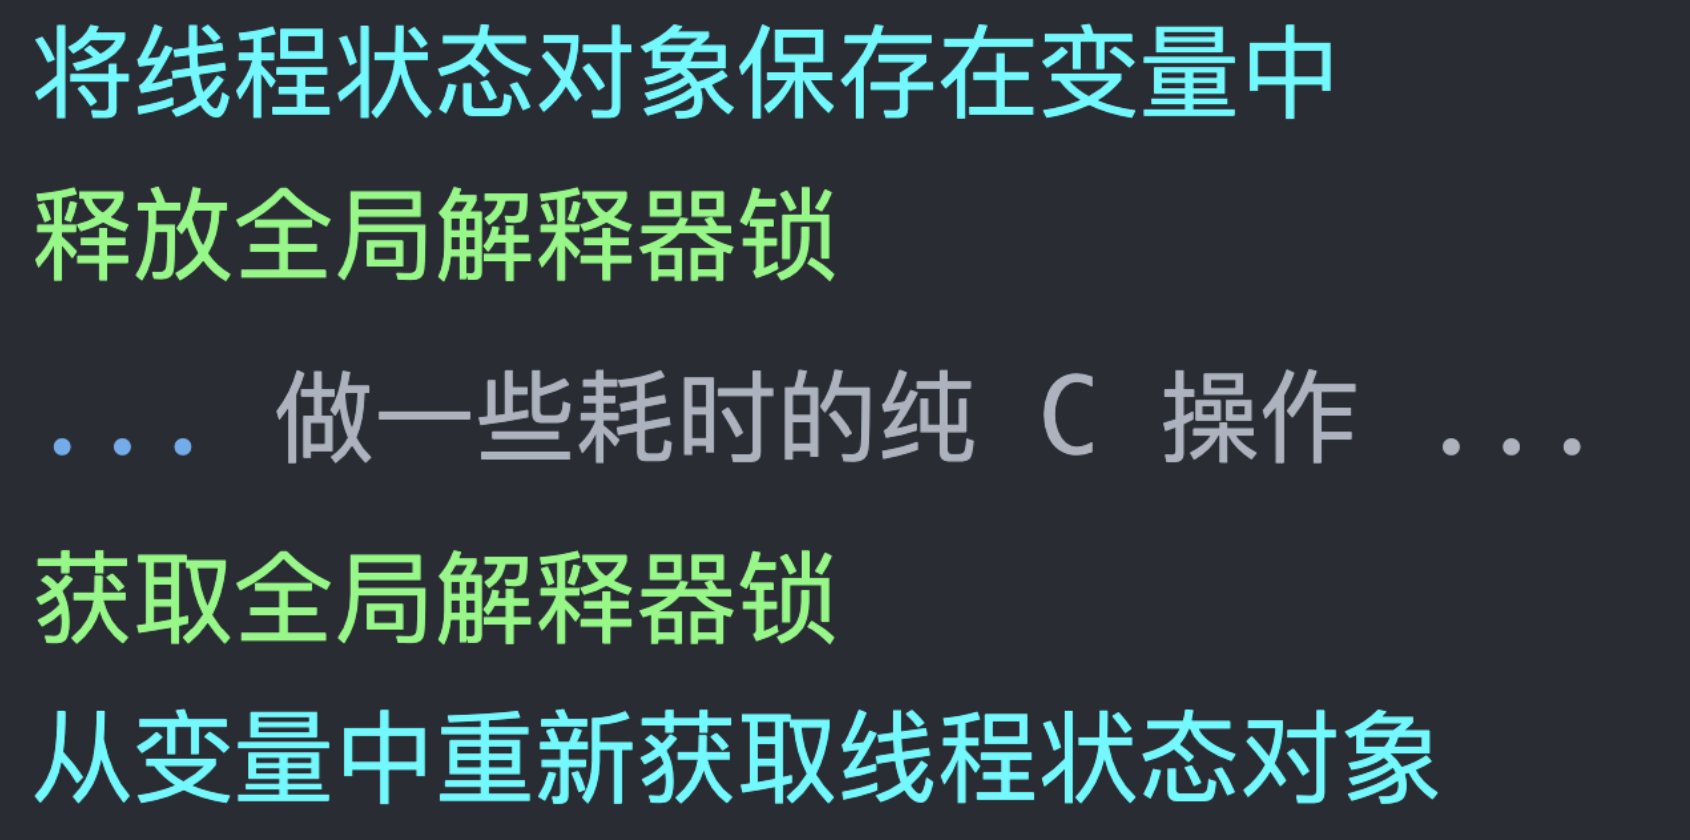 将线程状态对象保存在变量中
释放全局解释器锁
... 做一些耗时的纯 C 操作 ...
获取全局解释器锁
从变量中重新获取线程状态对象